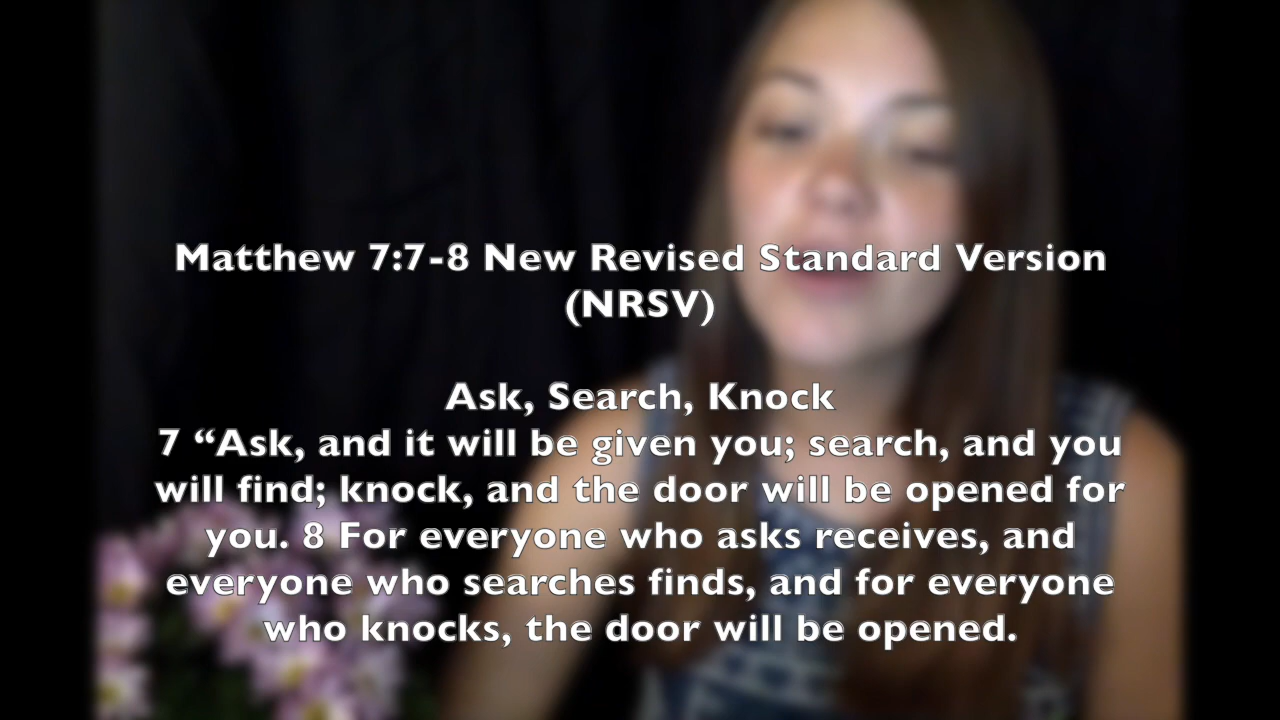 Matthew 7:7-8 New Revised Standard Version
(NRSV)
Ask, Search, Knock
7 “Ask, and it will be given you; search, and you
will find; knock, and the door will be opened for
you. 8 For everyone who asks receives, and
everyone who searches finds, and for everyone
who knocks, the door will be opened.